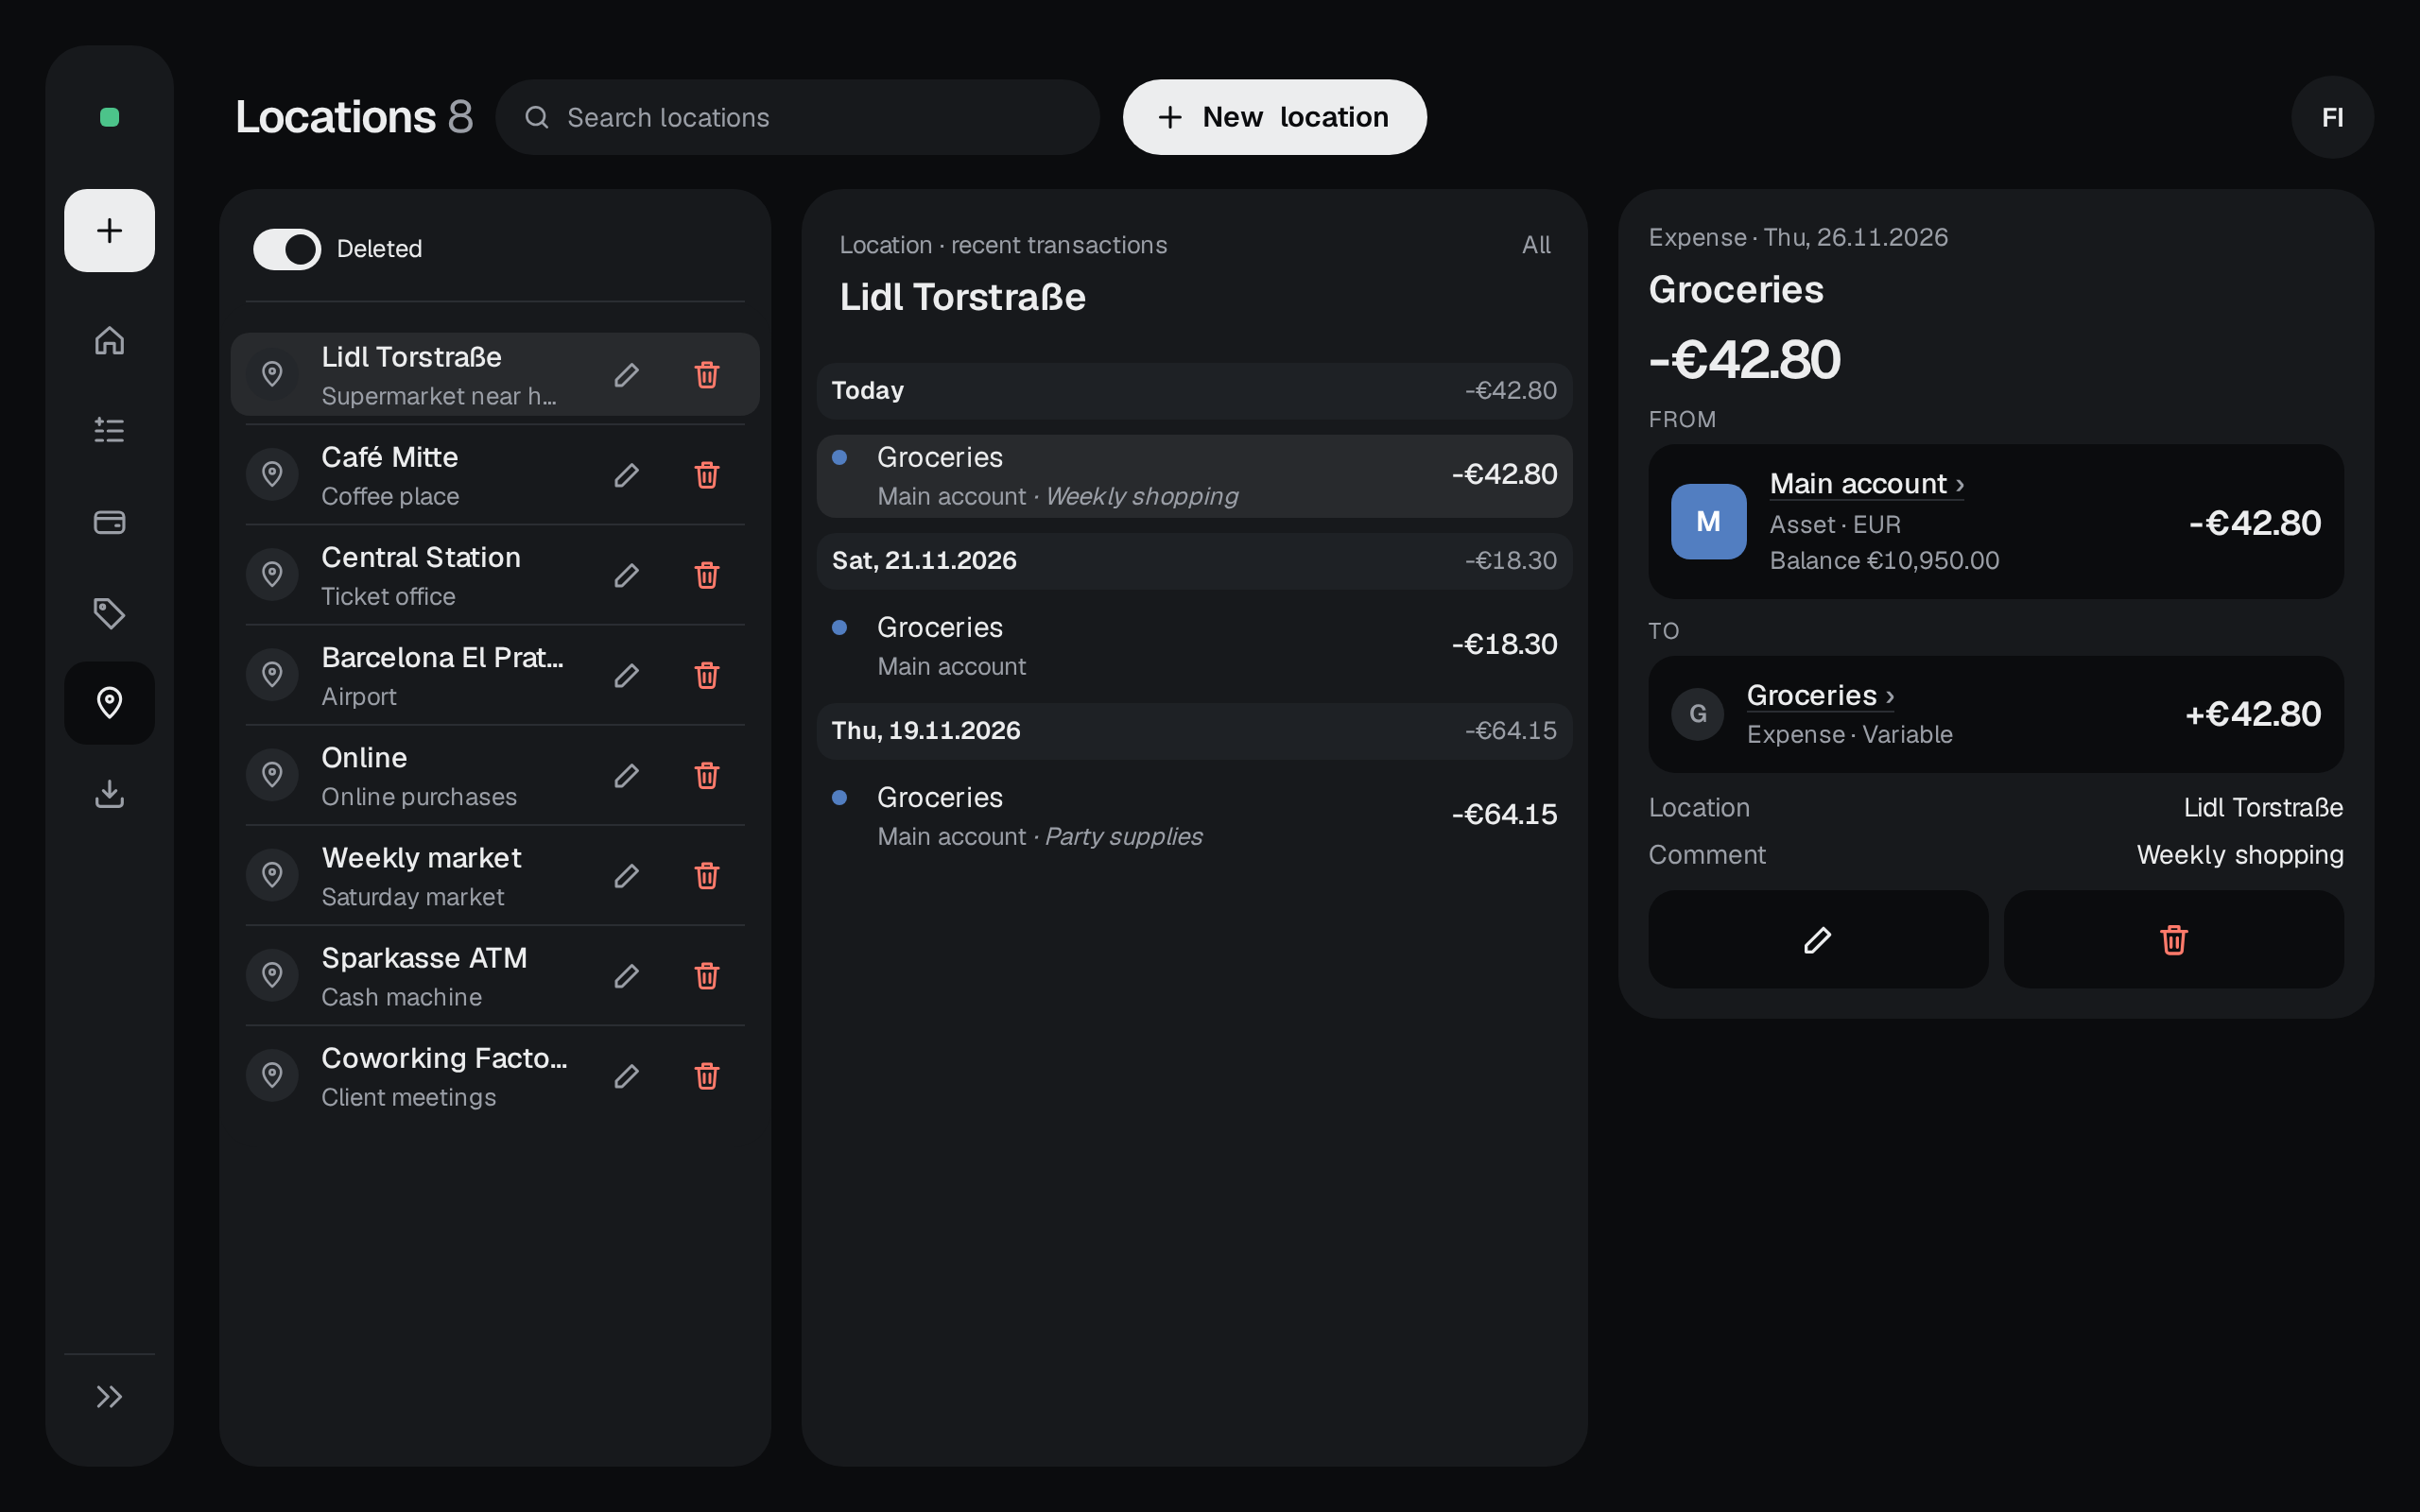 Locations 8
Search locations
New location
FI
Deleted
Lidl Torstraße
Supermarket near h...
Café Mitte
Coffee place
Central Station
Ticket office
Barcelona El Prat...
Airport
Online
Online purchases
Weekly market
Saturday market
Sparkasse ATM
Cash machine
Coworking Facto...
Client meetings
Location · recent transactions
All
Lidl Torstraße
Today
-€42.80
Groceries
Main account · Weekly shopping
-€42.80
Sat, 21.11.2026
-€18.30
Groceries
Main account
-€18.30
Thu, 19.11.2026
-€64.15
Groceries
Main account · Party supplies
-€64.15
Expense · Thu, 26.11.2026
Groceries
-€42.80
FROM
M
Main account ›
Asset · EUR
Balance €10,950.00
-€42.80
TO
G
Groceries ›
Expense · Variable
+€42.80
Location
Lidl Torstraße
Comment
Weekly shopping